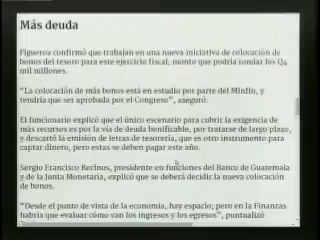 Más deuda
Figueroa confirmó que trabajan en una nueva iniciativa de colocación de
bonos del tesoro para este ejercicio fiscal, monto que podría rondar los Q4
mil millones.
"La colocación de más bonos está en estudio por parte del Minfin, y
tendría que ser aprobada por el Congreso", aseguró.
El funcionario explicó que el único escenario para cubrir la exigencia de
más recursos es por la vía de deuda bonificable, por tratarse de largo plazo,
y descartó la emisión de letras de tesorería, que es otro instrumento para
captar dinero, pero estas se deben pagar este año.
Sergio Francisco Recinos, presidente en funciones del Banco de Guatemala
y de la Junta Monetaria, explicó que se deberá decidir la nueva colocación
de bonos.
"Desde el punto de vista de la economía, hay espacio; pero en la Finanzas
habría que evaluar cómo van los ingresos y los egresos", puntualizó